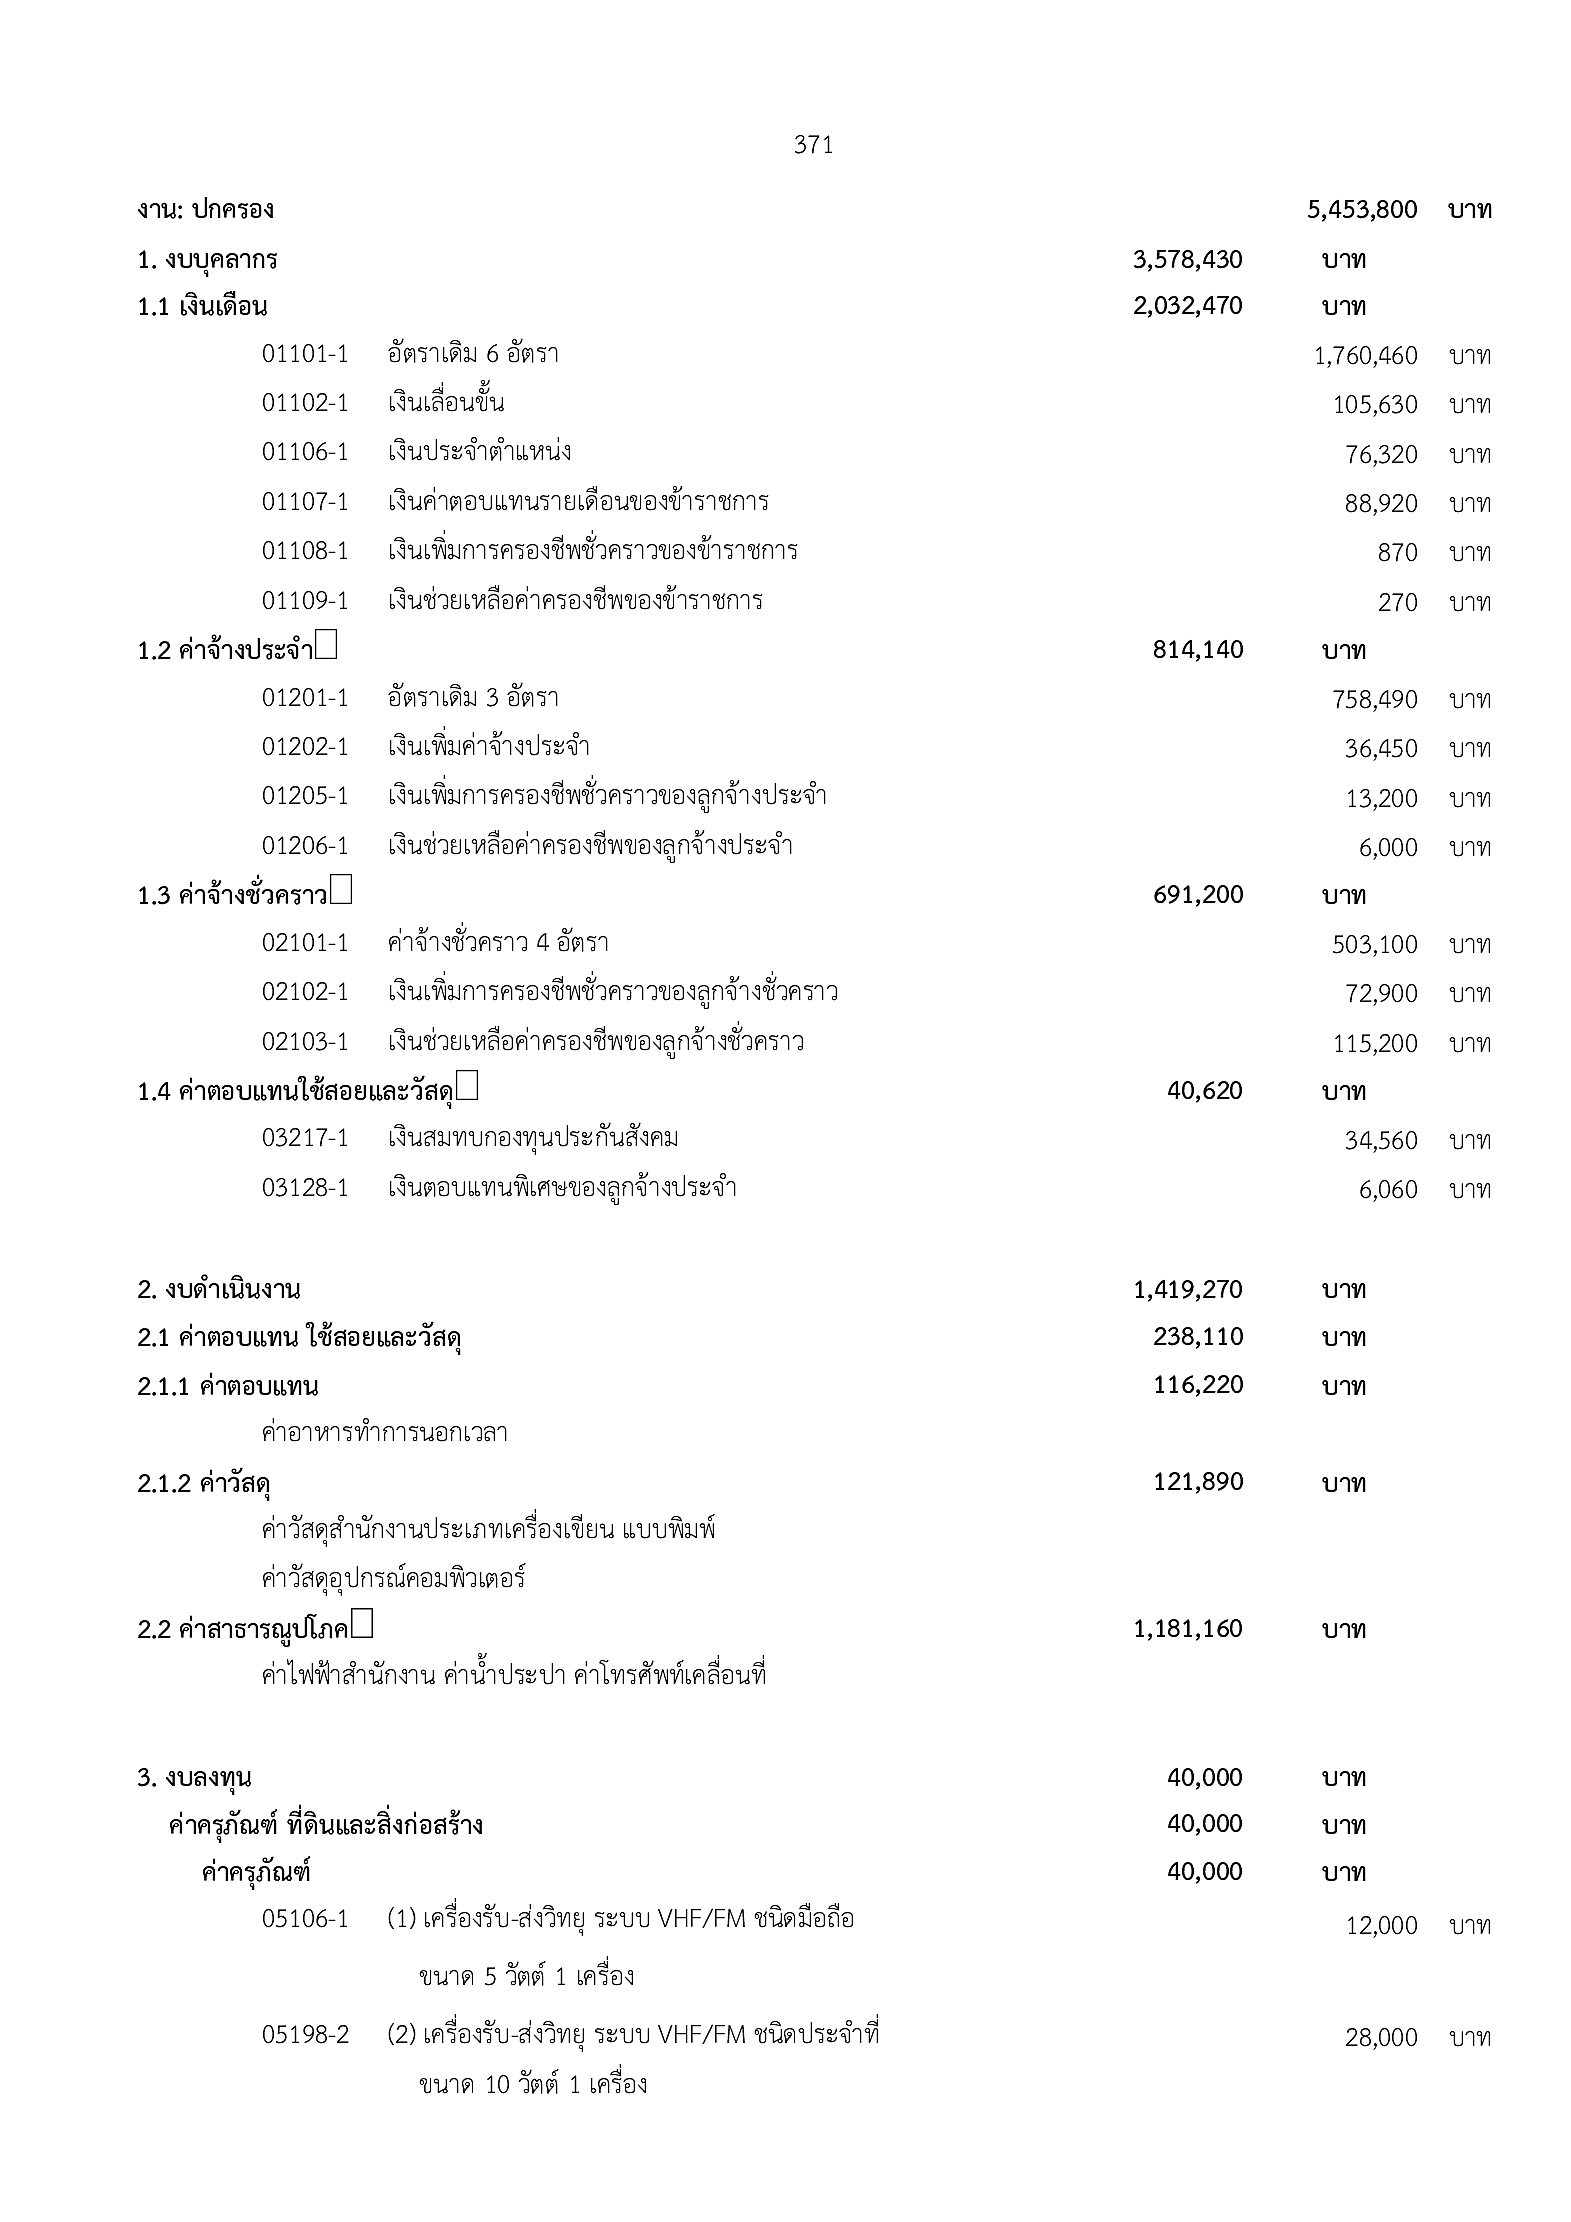 371
งาน: ปกครอง 5,453,800 บาท
1. งบบุคลากร 3,578,430 บาท
1.1 เงินเดือน 2,032,470 บาท
01101-1 อัตราเดิม 6 อัตรา 1,760,460 บาท
01102-1 เงินเลื่อนขั้น 105,630 บาท
01106-1 เงินประจำตำแหน่ง 76,320 บาท
01107-1 เงินค่าตอบแทนรายเดือนของข้าราชการ 88,920 บาท
01108-1 เงินเพิ่มการครองชีพชั่วคราวของข้าราชการ 870 บาท
01109-1 เงินช่วยเหลือค่าครองชีพของข้าราชการ 270 บาท
1.2 ค่าจ้างประจำ 814,140 บาท
01201-1 อัตราเดิม 3 อัตรา 758,490 บาท
01202-1 เงินเพิ่มค่าจ้างประจำ 36,450 บาท
01205-1 เงินเพิ่มการครองชีพชั่วคราวของลูกจ้างประจำ 13,200 บาท
01206-1 เงินช่วยเหลือค่าครองชีพของลูกจ้างประจำ 6,000 บาท
1.3 ค่าจ้างชั่วคราว 691,200 บาท
02101-1 ค่าจ้างชั่วคราว 4 อัตรา 503,100 บาท
02102-1 เงินเพิ่มการครองชีพชั่วคราวของลูกจ้างชั่วคราว 72,900 บาท
02103-1 เงินช่วยเหลือค่าครองชีพของลูกจ้างชั่วคราว 115,200 บาท
1.4 ค่าตอบแทนใช้สอยและวัสดุ 40,620 บาท
03217-1 เงินสมทบกองทุนประกันสังคม 34,560 บาท
03128-1 เงินตอบแทนพิเศษของลูกจ้างประจำ 6,060 บาท
2. งบดำเนินงาน 1,419,270 บาท
2.1 ค่าตอบแทน ใช้สอยและวัสดุ 238,110 บาท
2.1.1 ค่าตอบแทน 116,220 บาท
ค่าอาหารทำการนอกเวลา
2.1.2 ค่าวัสดุ 121,890 บาท
ค่าวัสดุสำนักงานประเภทเครื่องเขียน แบบพิมพ์
ค่าวัสดุอุปกรณ์คอมพิวเตอร์
2.2 ค่าสาธารณูปโภค 1,181,160 บาท
ค่าไฟฟ้าสำนักงาน ค่าน้ำประปา ค่าโทรศัพท์เคลื่อนที่
3. งบลงทุน 40,000 บาท
ค่าครุภัณฑ์ ที่ดินและสิ่งก่อสร้าง 40,000 บาท
ค่าครุภัณฑ์ 40,000 บาท
05106-1 (1) เครื่องรับ-ส่งวิทยุ ระบบ VHF/FM ชนิดมือถือ 12,000 บาท
ขนาด 5 วัตต์ 1 เครื่อง
05198-2 (2) เครื่องรับ-ส่งวิทยุ ระบบ VHF/FM ชนิดประจำที่ 28,000 บาท
ขนาด 10 วัตต์ 1 เครื่อง